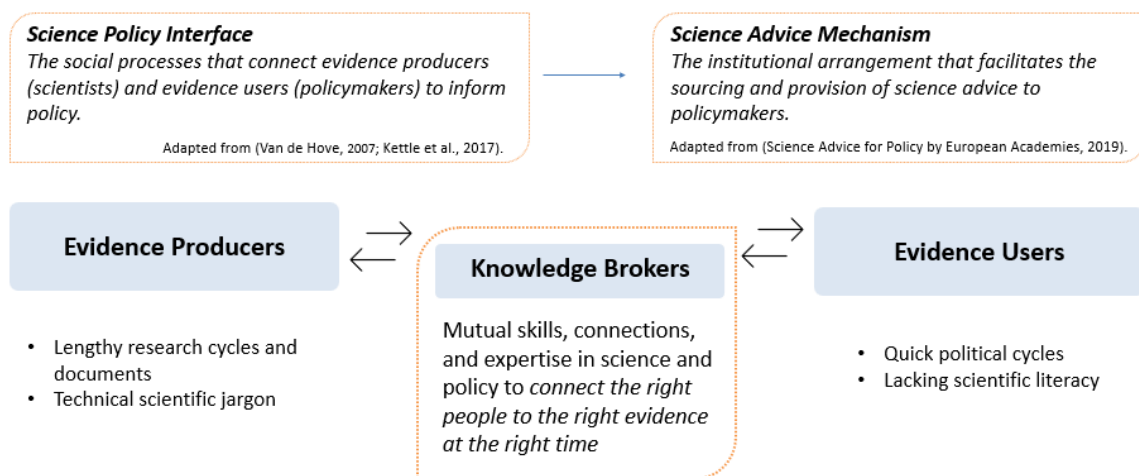 Science Policy Interface
The social processes that connect evidence producers
(scientists) and evidence users (policymakers) to inform
policy.
Adapted from (Van de Hove, 2007; Kettle et al., 2017).
Science Advice Mechanism
The institutional arrangement that facilitates the
sourcing and provision of science advice to
policymakers.
Adapted from (Science Advice for Policy by European Academies, 2019).
Evidence Producers
• Lengthy research cycles and
documents
• Technical scientific jargon
Knowledge Brokers
Mutual skills, connections,
and expertise in science and
policy to connect the right
people to the right evidence
at the right time
Evidence Users
• Quick political cycles
• Lacking scientific literacy